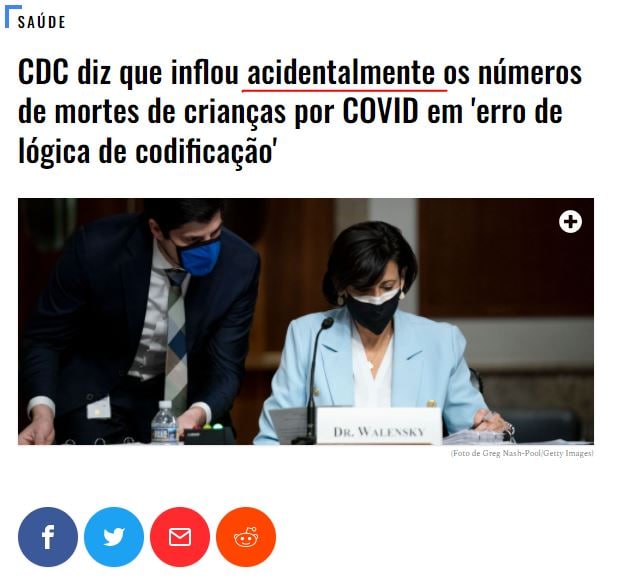 SAÚDE
CDC diz que inflou acidentalmente os números
de mortes de crianças por COVID em 'erro de
lógica de codificação'
DR. WALENSKY
(Foto de Greg Nash-Pool/Getty Images)